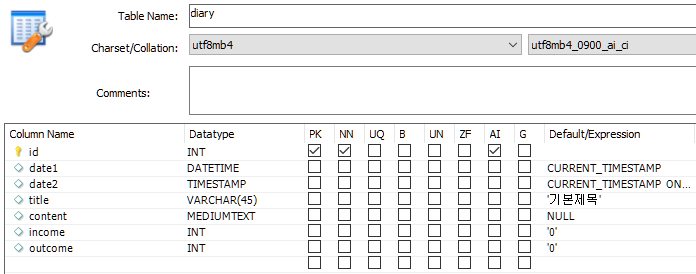 Table Name: diary
Charset/Collation: utf8mb4 utf8mb4_0900_ai_ci
Comments:
Column Name Datatype PK NN UQ B UN ZF AI G Default/Expression
id INT
date1 DATETIME CURRENT_TIMESTAMP
date2 TIMESTAMP CURRENT_TIMESTAMP ON...
title VARCHAR(45) '기본제목'
content MEDIUMTEXT NULL
income INT '0'
outcome INT '0'